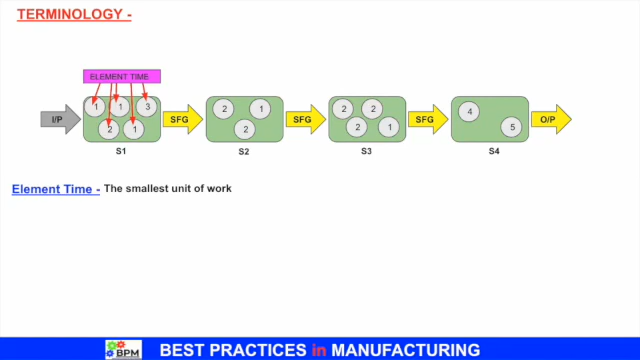 TERMINOLOGY -
ELEMENT TIME
1 1 3 2 1 2 2 4
I/P SFG SFG SFG O/P
2 1 2 2 1 5
S1 S2 S3 S4
Element Time - The smallest unit of work
BPM BEST PRACTICES in MANUFACTURING